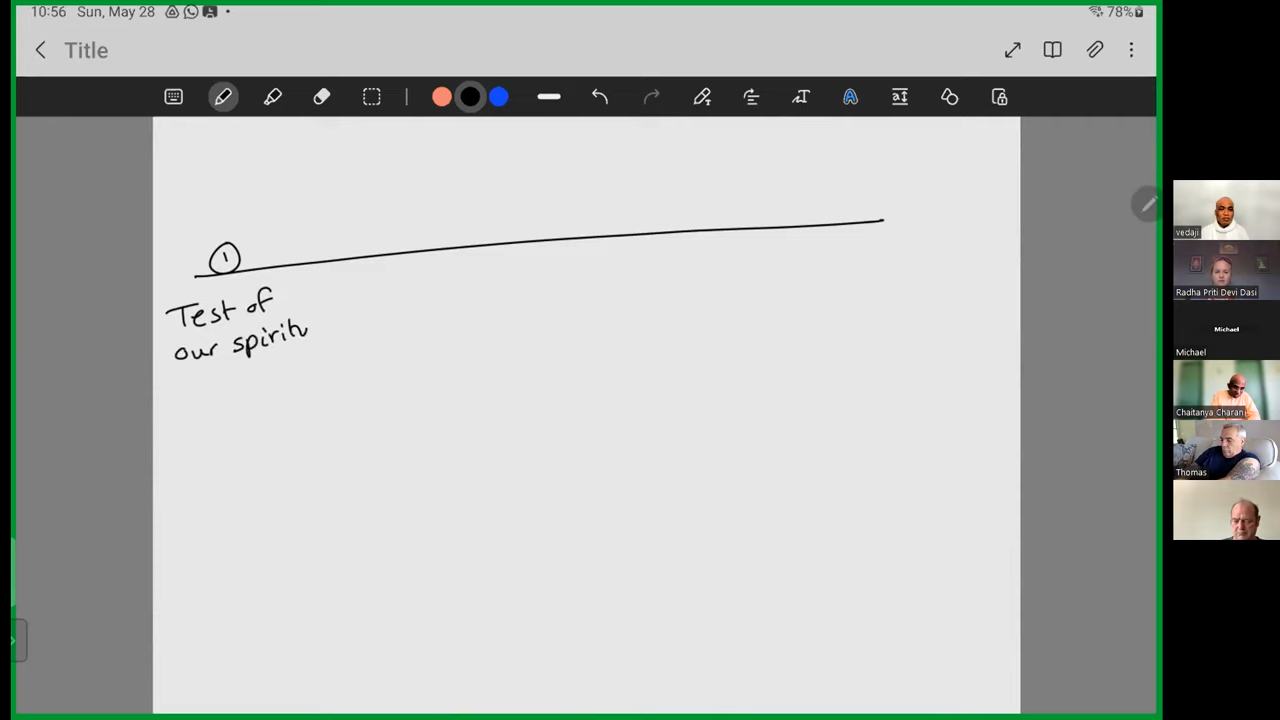 10:56 Sun, May 28
78%
Title
1
Test of
our spiritu
vedaji
Radha Priti Devi Dasi
Michael
Michael
Chaitanya Charan
Thomas